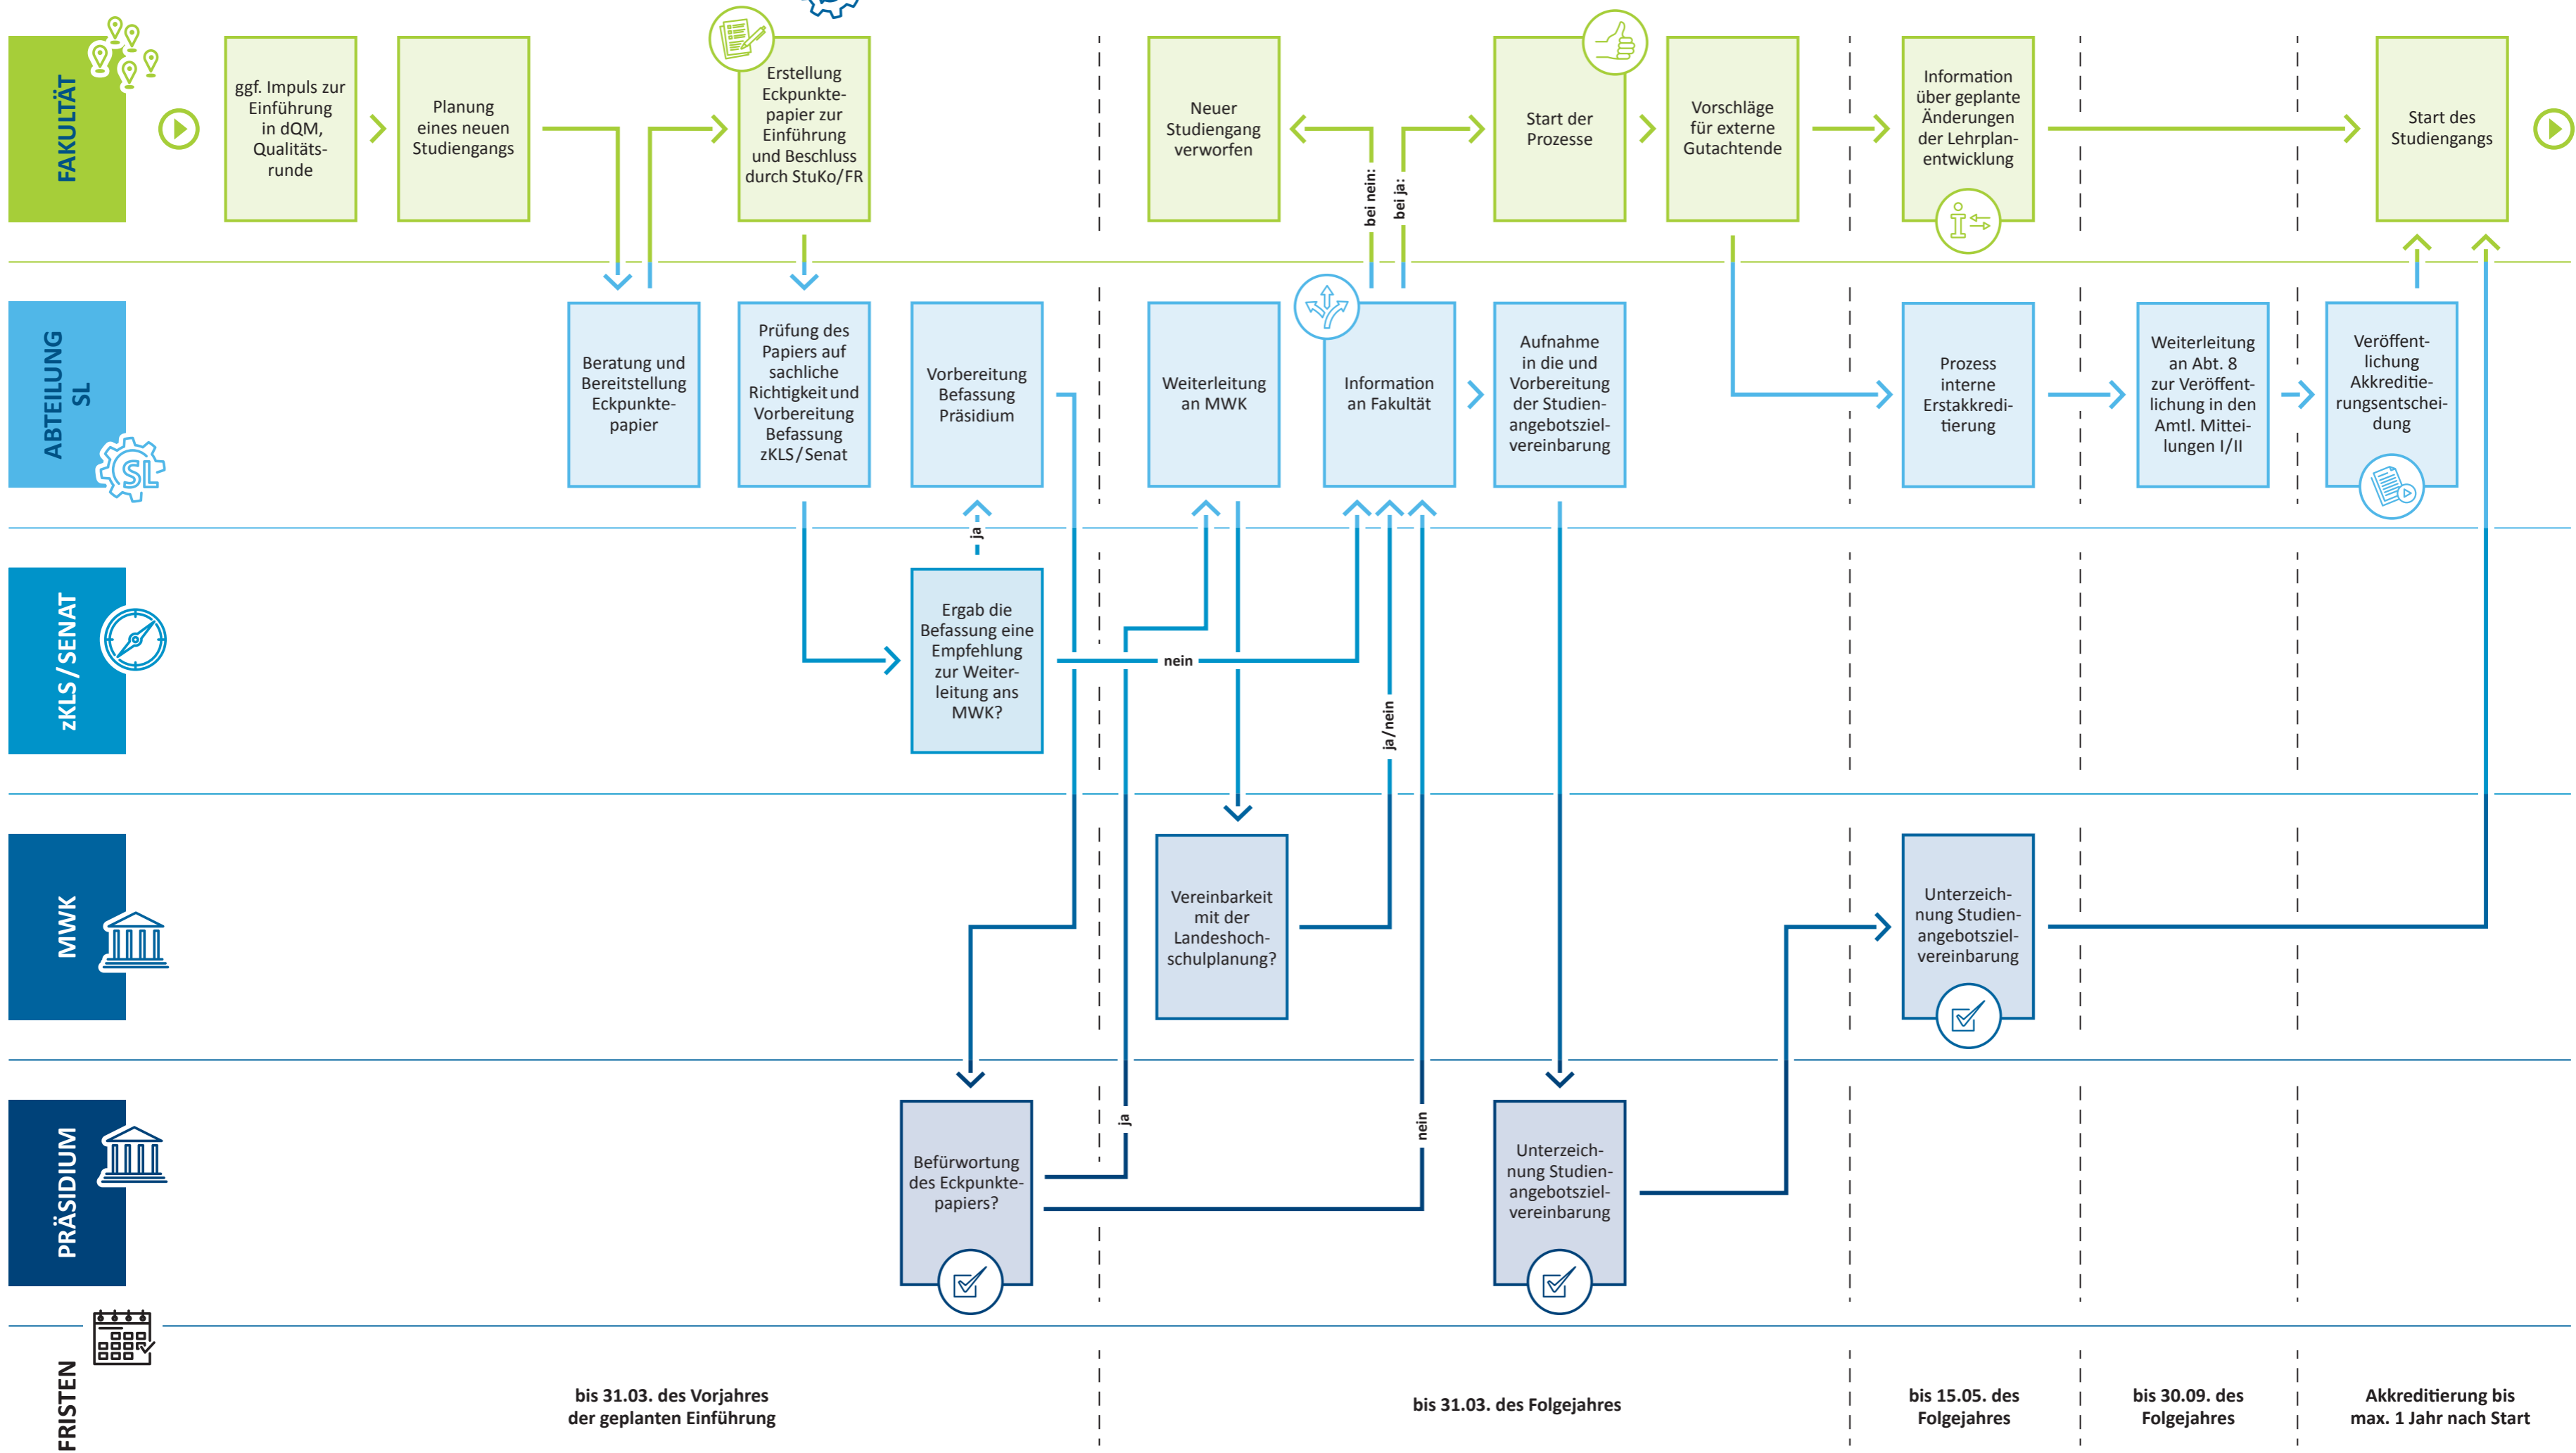 FAKULTÄT
ggf. Impuls zur
Einführung
in dQM,
Qualitäts-
runde
Planung
eines neuen
Studiengangs
Erstellung
Eckpunkte-
papier zur
Einführung
und Beschluss
durch StuKo/FR
Neuer
Studiengang
verworfen
bei nein:
bei ja:
Start der
Prozesse
Vorschläge
für externe
Gutachtende
Information
über geplante
Änderungen
der Lehrplan-
entwicklung
Start des
Studiengangs
ABTEILUNG
SL
SL
Beratung und
Bereitstellung
Eckpunkte-
papier
Prüfung des
Papiers auf
sachliche
Richtigkeit und
Vorbereitung
Befassung
zKLS/Senat
Vorbereitung
Befassung
Präsidium
Weiterleitung
an MWK
Information
an Fakultät
Aufnahme
in die und
Vorbereitung
der Studien-
angebotsziel-
vereinbarung
Prozess
interne
Erstakkredi-
tierung
Weiterleitung
an Abt. 8
zur Veröffent-
lichung in den
Amtl. Mittei-
lungen I/II
Veröffent-
lichung
Akkreditie-
rungsentschei-
dung
zKLS/SENAT
ja
Ergab die
Befassung eine
Empfehlung
zur Weiter-
leitung ans
MWK?
nein
ja/nein
MWK
Vereinbarkeit
mit der
Landeshoch-
schulplanung?
Unterzeich-
nung Studien-
angebotsziel-
vereinbarung
PRÄSIDIUM
Befürwortung
des Eckpunkte-
papiers?
ja
nein
Unterzeich-
nung Studien-
angebotsziel-
vereinbarung
FRISTEN
bis 31.03. des Vorjahres
der geplanten Einführung
bis 31.03. des Folgejahres
bis 15.05. des
Folgejahres
bis 30.09. des
Folgejahres
Akkreditierung bis
max. 1 Jahr nach Start